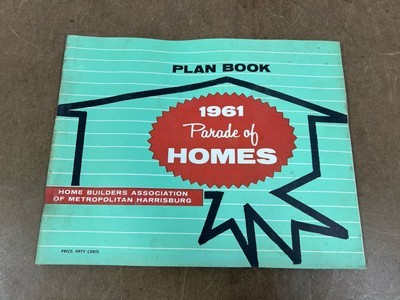 PLAN BOOK
1961
Parade of
HOMES
HOME BUILDERS ASSOCIATION
OF METROPOLITAN HARRISBURG
PRICE: FIFTY CENTS